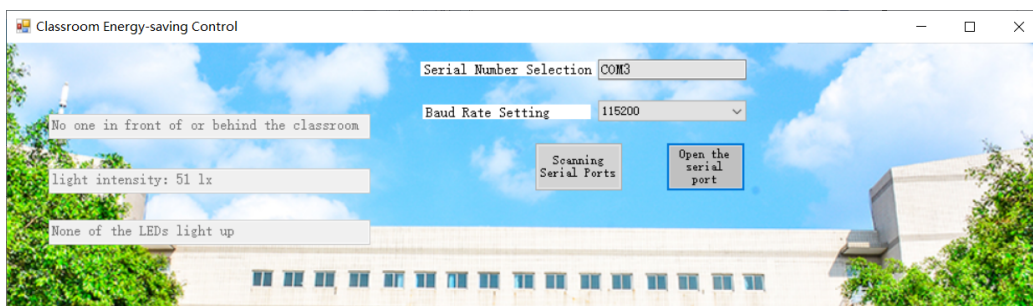 Classroom Energy-saving Control
Serial Number Selection COM3
Baud Rate Setting 115200
No one in front of or behind the classroom
Scanning
Serial Ports
Open the
serial
port
light intensity: 51 lx
None of the LEDs light up